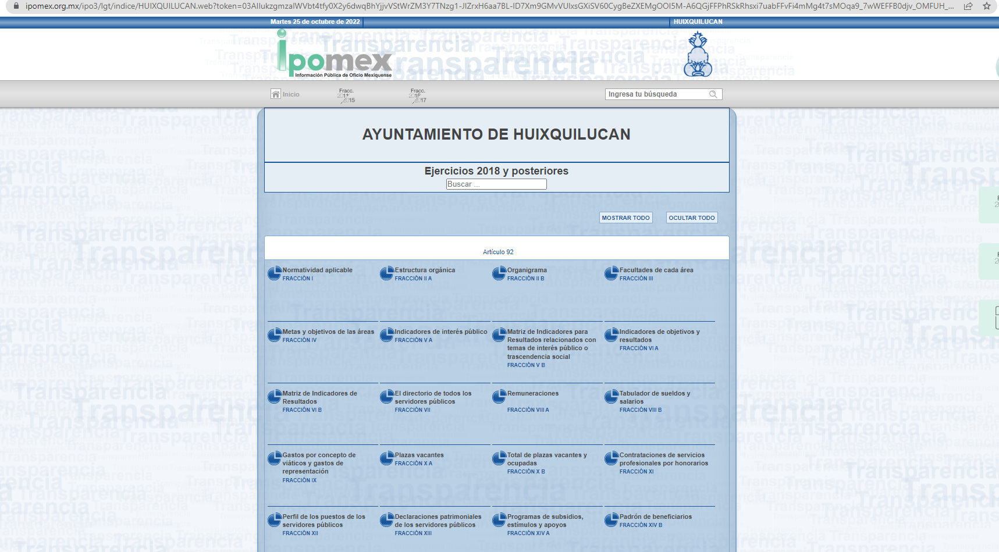 ipomex.org.mx/ipo3/lgt/indice/HUIXQUILUCAN.web?token=03AIIukzgmzaIWVbt4tfy0X2y6dwqBhYjjvVStWrZM3Y7TNzg1-JIZrxH6aa7BL-ID7Xm9GMvVUlxsGXiSV60CygBeZXEMgOOI5M-A6QGjFFPhRSkRhsxi7uabFFvFi4mMg4t7sMOqa9_7wWEFFB0djv_OMFUH_...
Martes 25 de octubre de 2022
HUIXQUILUCAN
ipomex
Información Pública de Oficio Mexiquense
Transparencia
Inicio
Fracc.
Fracc.
Ingresa tu búsqueda
AYUNTAMIENTO DE HUIXQUILUCAN
Ejercicios 2018 y posteriores
Buscar ...
MOSTRAR TODO
OCULTAR TODO
Artículo 92
Normatividad aplicable
FRACCIÓN I
Estructura orgánica
FRACCIÓN II A
Organigrama
FRACCIÓN II B
Facultades de cada área
FRACCIÓN III
Metas y objetivos de las áreas
FRACCIÓN IV
Indicadores de interés público
FRACCIÓN V A
Matriz de Indicadores para
Resultados relacionados con
temas de interés público o
trascendencia social
FRACCIÓN V B
Indicadores de objetivos y
resultados
FRACCIÓN VI A
Matriz de Indicadores de
Resultados
FRACCIÓN VI B
El directorio de todos los
servidores públicos
FRACCIÓN VII
Remuneraciones
FRACCIÓN VIII A
Tabulador de sueldos y
salarios
FRACCIÓN VIII B
Gastos por concepto de
viáticos y gastos de
representación
FRACCIÓN IX
Plazas vacantes
FRACCIÓN X A
Total de plazas vacantes y
ocupadas
FRACCIÓN X B
Contrataciones de servicios
profesionales por honorarios
FRACCIÓN XI
Perfil de los puestos de los
servidores públicos
FRACCIÓN XII
Declaraciones patrimoniales
de los servidores públicos
FRACCIÓN XIII
Programas de subsidios,
estímulos y apoyos
FRACCIÓN XIV A
Padrón de beneficiarios
FRACCIÓN XIV B